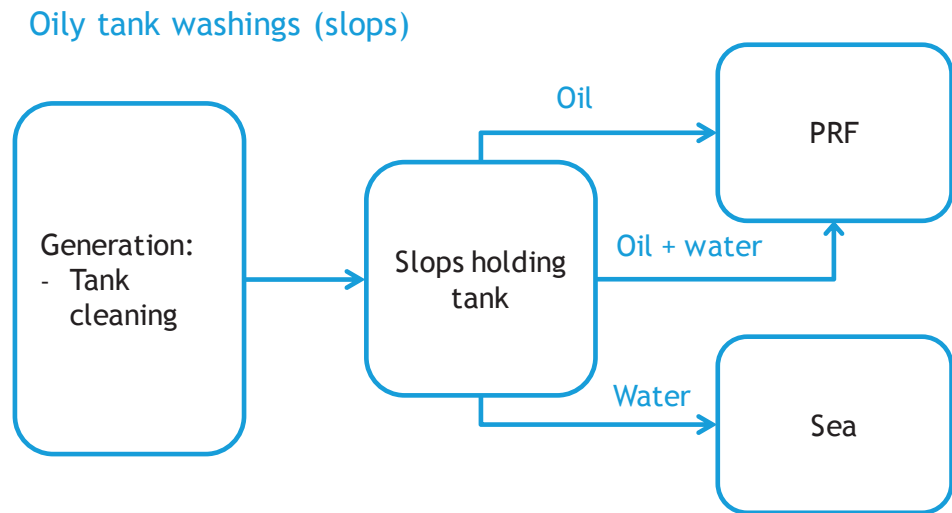 Oily tank washings (slops)
Oil
PRF
Generation:
- Tank
cleaning
Slops holding
tank
Oil + water
Water
Sea